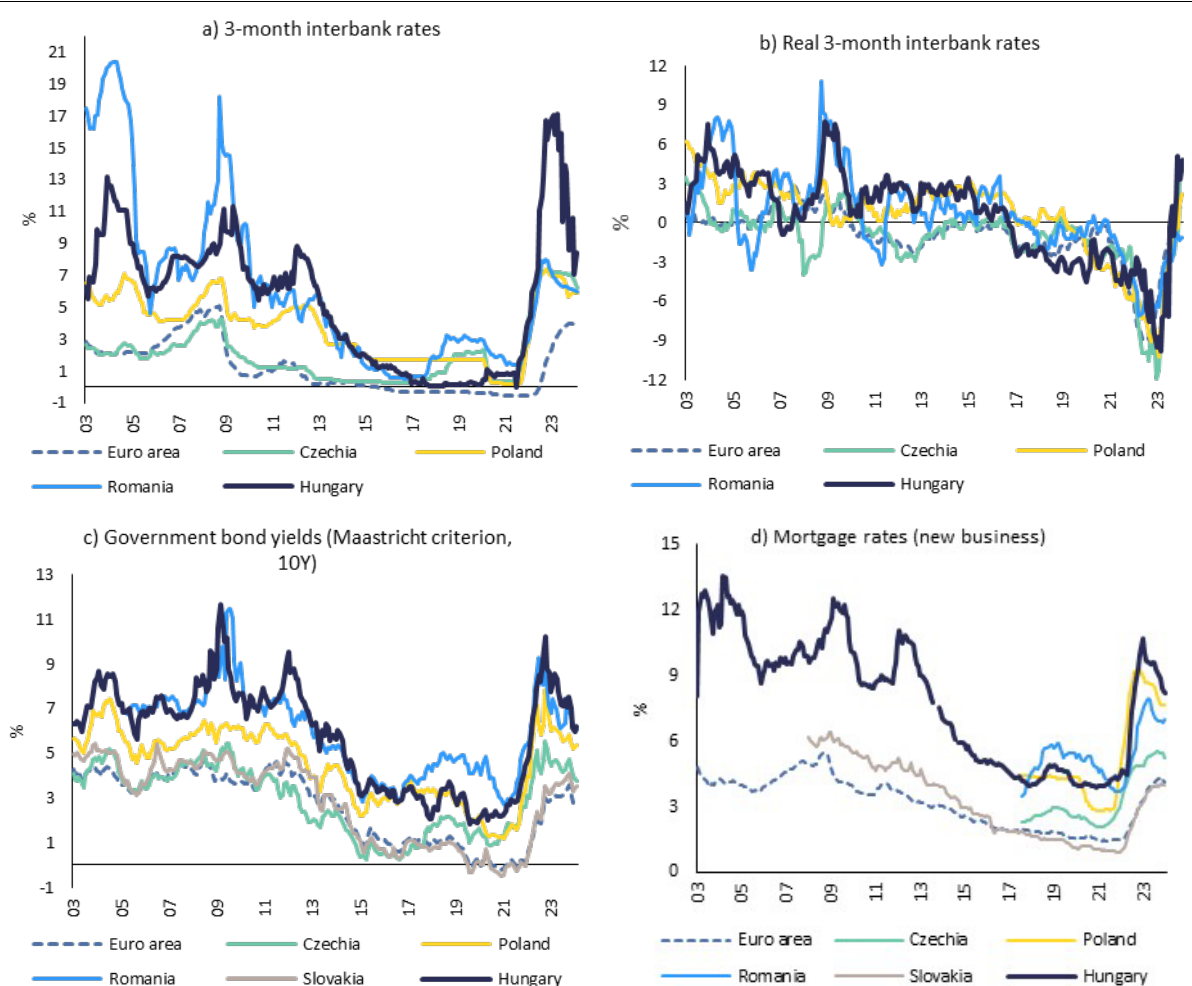 a) 3-month interbank rates
21
19
17
15
13
11
9
7
5
3
1
-1
%
03 05 07 09 11 13 15 17 19 21 23
Euro area Czechia Poland
Romania Hungary
b) Real 3-month interbank rates
12
9
6
3
0
-3
-6
-9
-12
%
03 05 07 09 11 13 15 17 19 21 23
Euro area Czechia Poland
Romania Hungary
c) Government bond yields (Maastricht criterion,
10Y)
13
11
9
7
5
3
1
-1
%
03 05 07 09 11 13 15 17 19 21 23
Euro area Czechia Poland
Romania Slovakia Hungary
d) Mortgage rates (new business)
15
12
9
6
3
0
%
03 05 07 09 11 13 15 17 19 21 23
Euro area Czechia Poland
Romania Slovakia Hungary